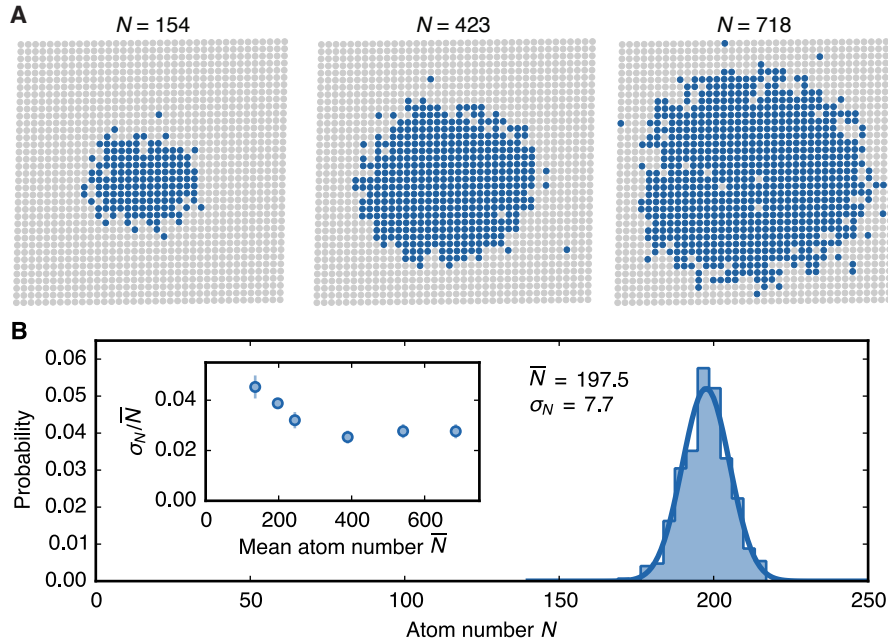 A
N = 154
N = 423
N = 718
B
Probability
0.06
0.05
0.04
0.03
0.02
0.01
0.00
0
50
100
150
200
250
Atom number N
N̅ = 197.5
σN = 7.7
σN/N̅
0.04
0.02
0.00
0
200
400
600
Mean atom number N̅